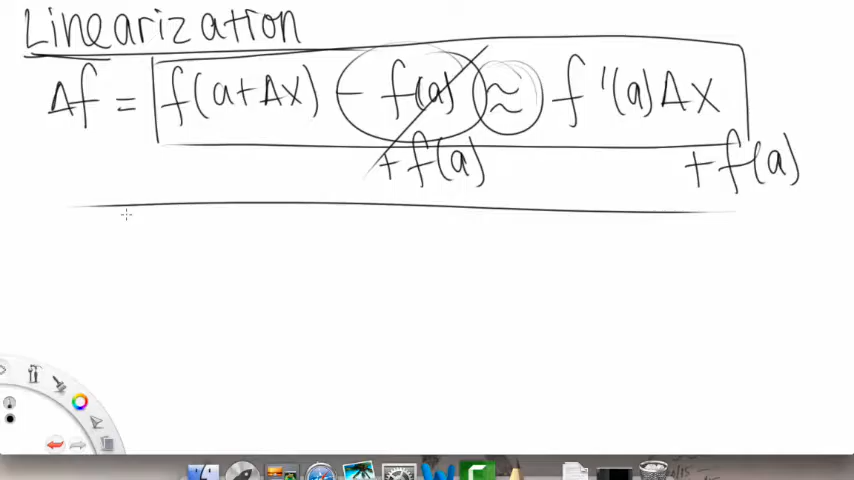 Linearization
Δf = f(a+Δx) - f(a) ≈ f'(a)Δx
+f(a) +f(a)